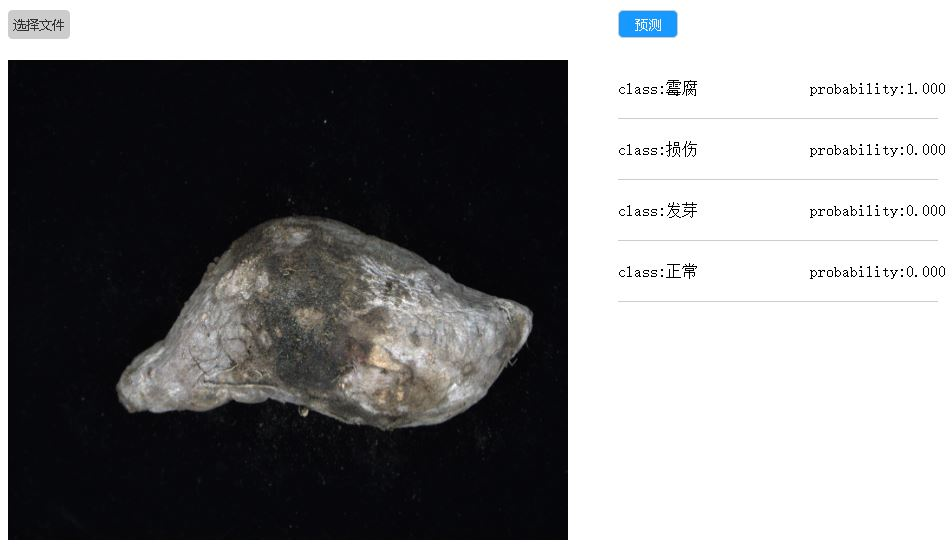 选择文件
预测
class:霉腐 probability:1.000
class:损伤 probability:0.000
class:发芽 probability:0.000
class:正常 probability:0.000